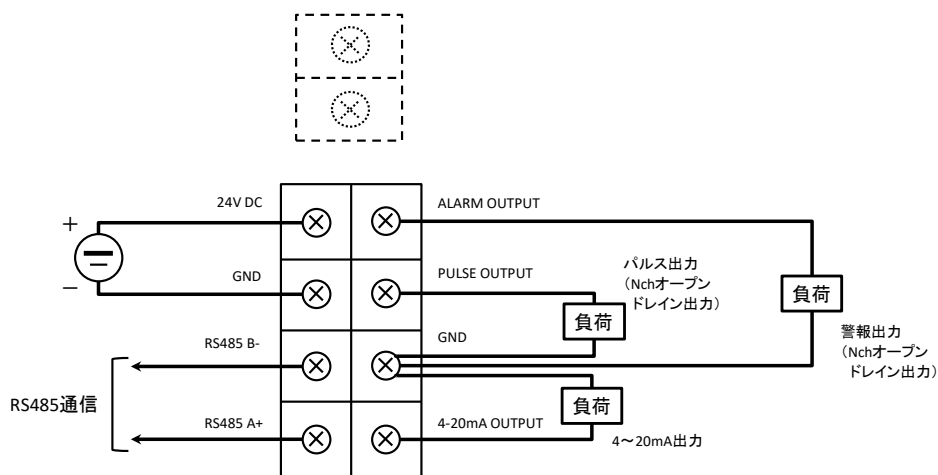 24V DC
ALARM OUTPUT
+
GND
PULSE OUTPUT
パルス出力
（Nchオープン
ドレイン出力）
負荷
負荷
−
RS485 B-
GND
警報出力
（Nchオープン
ドレイン出力）
RS485通信
負荷
RS485 A+
4-20mA OUTPUT
4～20mA出力